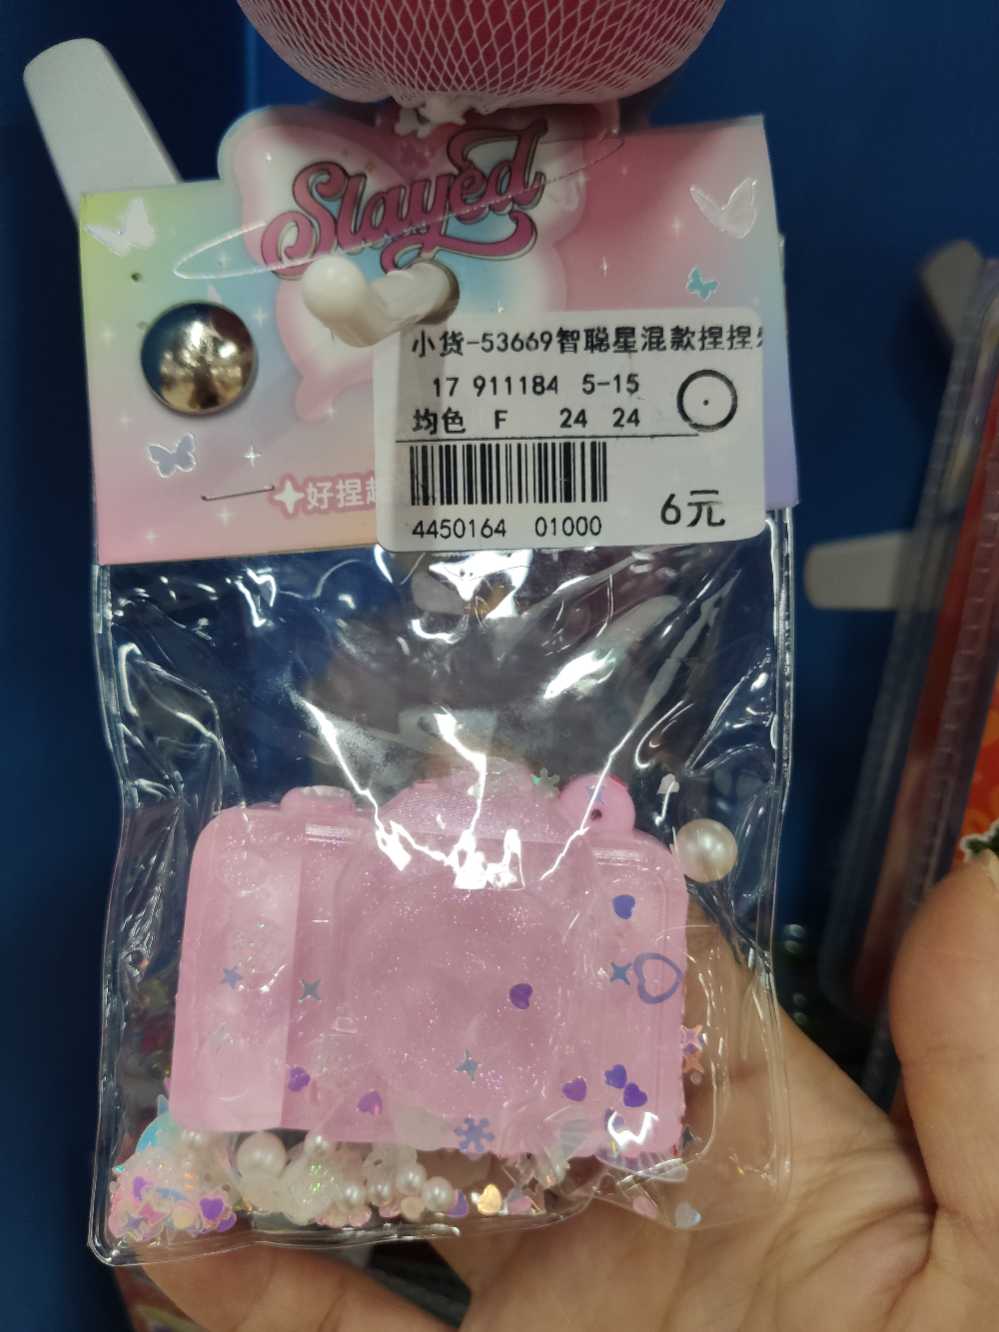 Slayed
小货-53669智聪星混款捏捏
17 911184 5-15
均色 F 24 24
4450164 01000
6元
好捏